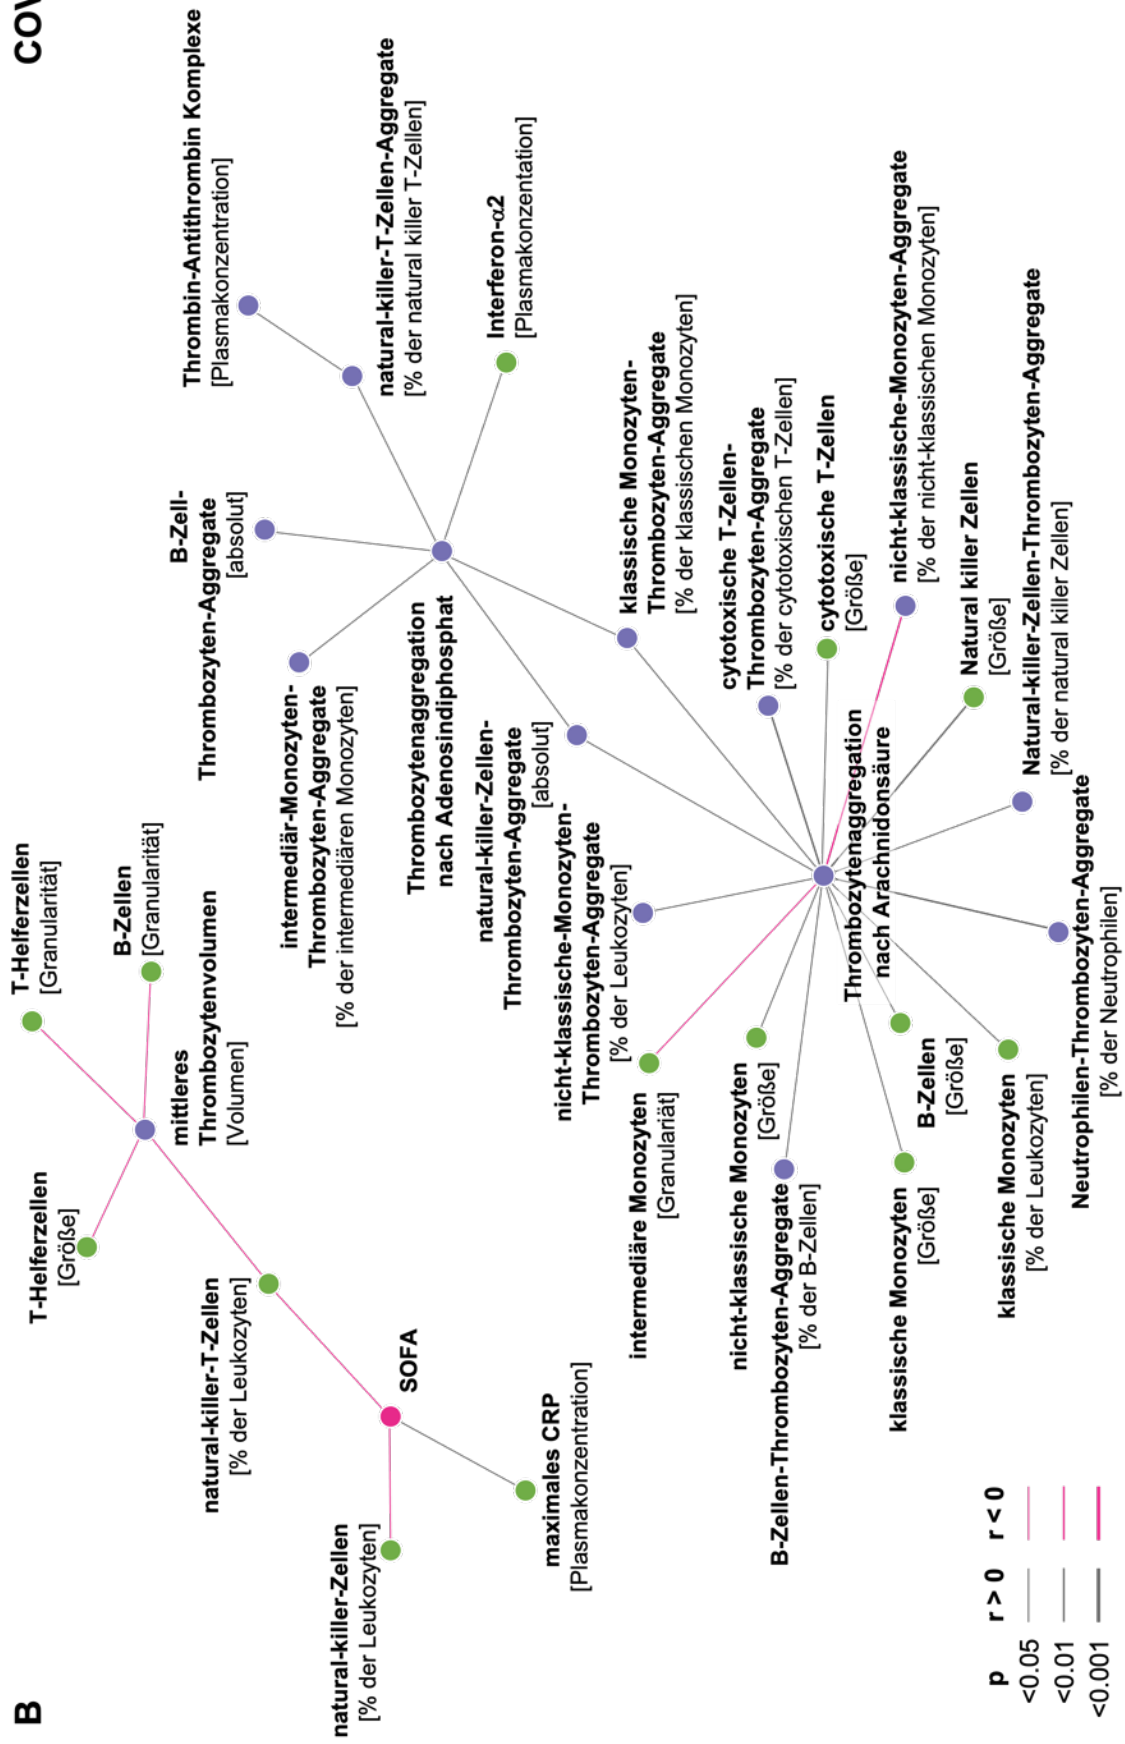 B
COV
T-Helferzellen
[Granularität]
B-Zellen
[Granularität]
T-Helferzellen
[Größe]
mittleres
Thrombozytenvolumen
[Volumen]
natural-killer-T-Zellen
[% der Leukozyten]
SOFA
natural-killer-Zellen
[% der Leukozyten]
maximales CRP
[Plasmakonzentration]
Thrombin-Antithrombin Komplexe
[Plasmakonzentration]
natural-killer-T-Zellen-Aggregate
[% der natural killer T-Zellen]
B-Zell-
Thrombozyten-Aggregate
[absolut]
Interferon-α2
[Plasmakonzentation]
intermediär-Monozyten-
Thrombozyten-Aggregate
[% der intermediären Monozyten]
Thrombozytenaggregation
nach Adenosindiphosphat
natural-killer-Zellen-
Thrombozyten-Aggregate
[absolut]
klassische Monozyten-
Thrombozyten-Aggregate
[% der klassischen Monozyten]
nicht-klassische-Monozyten-
Thrombozyten-Aggregate
[% der Leukozyten]
cytotoxische T-Zellen-
Thrombozyten-Aggregate
[% der cytotoxischen T-Zellen]
cytotoxische T-Zellen
[Größe]
nicht-klassische-Monozyten-Aggregate
[% der nicht-klassischen Monozyten]
intermediäre Monozyten
[Granulariät]
nicht-klassische Monozyten
[Größe]
B-Zellen-Thrombozyten-Aggregate
[% der B-Zellen]
Thrombozytenaggregation
nach Arachnidonsäure
Natural killer Zellen
[Größe]
Natural-killer-Zellen-Thrombozyten-Aggregate
[% der natural killer Zellen]
klassische Monozyten
[Größe]
B-Zellen
[Größe]
klassische Monozyten
[% der Leukozyten]
Neutrophilen-Thrombozyten-Aggregate
[% der Neutrophilen]
p r > 0 r < 0
<0.05
<0.01
<0.001